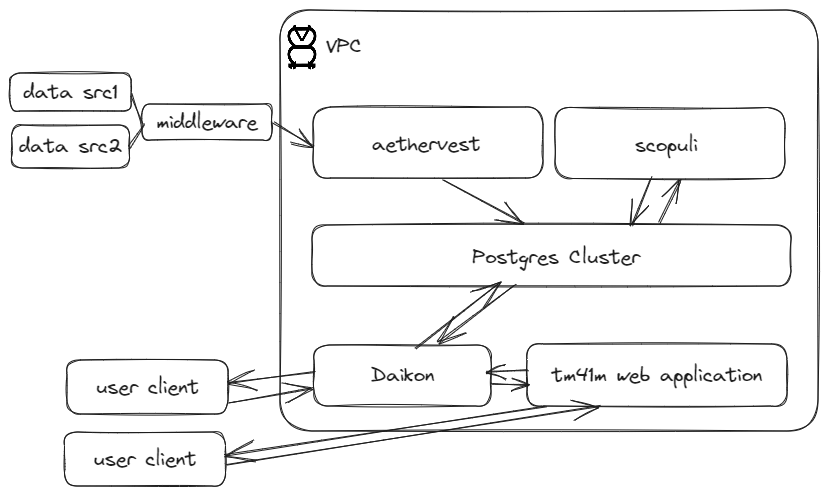 VPC
data src1
middleware
data src2
aethervest
scopuli
Postgres Cluster
Daikon
tm41m web application
user client
user client